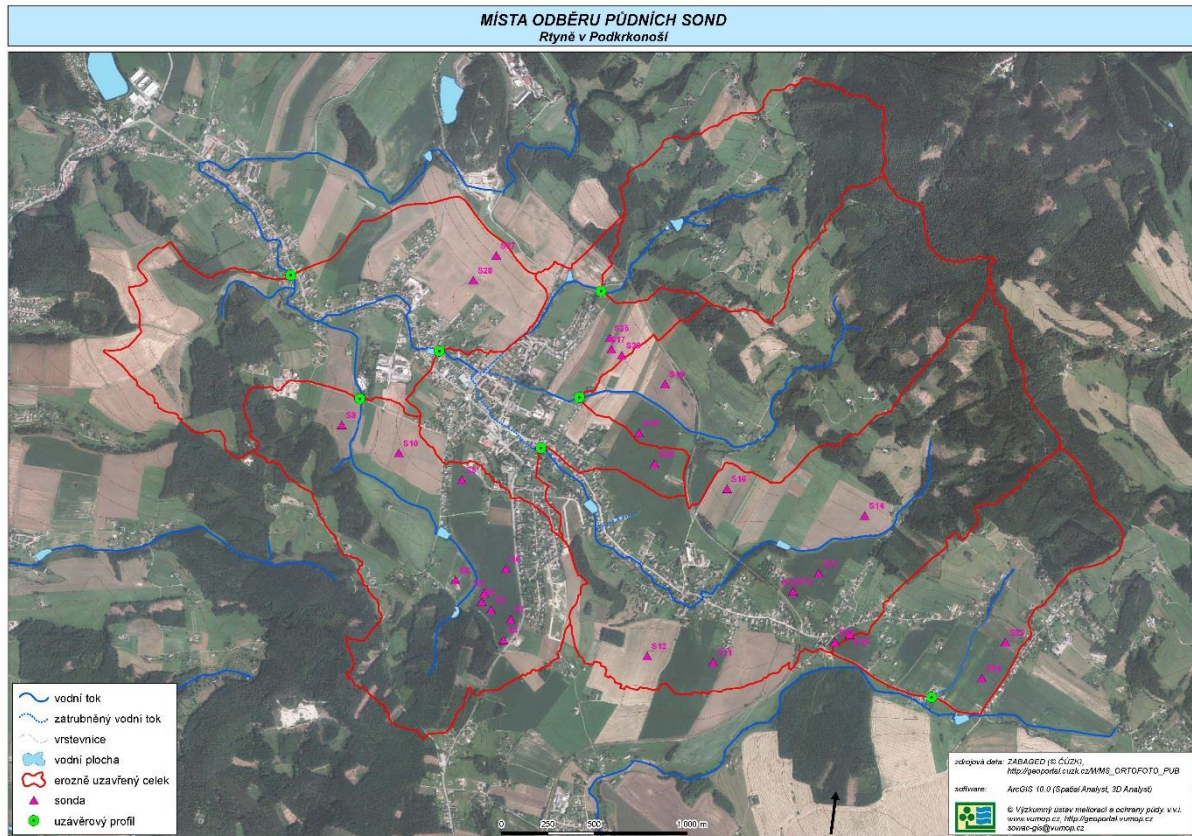 MÍSTA ODBĚRU PŮDNÍCH SOND
Rtyně v Podkrkonoší
S28
S25
S3
S10
S16
S14
S12
S11
vodní tok
zatrubněný vodní tok
vrstevnice
vodní plocha
erozně uzavřený celek
sonda
uzávěrový profil
0 250 500 1 000 m
zdrojová data: ZABAGED (© ČÚZK),
http://geoportal.cuzk.cz/WMS_ORTOFOTO_PUB
software: ArcGIS 10.0 (Spatial Analyst, 3D Analyst)
© Výzkumný ústav meliorací a ochrany půdy, v.v.i.
www.vumop.cz, http://geoportal.vumop.cz
sowac-gis@vumop.cz